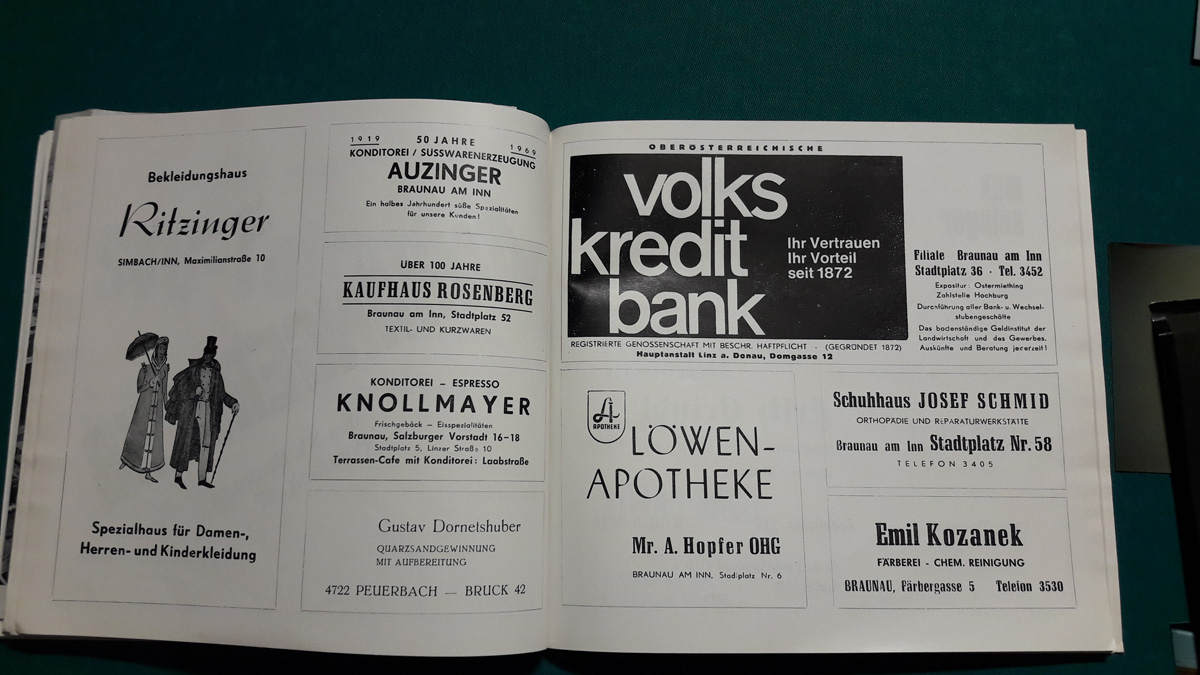 Bekleidungshaus
Ritzinger
SIMBACH/INN, Maximilianstraße 10
Spezialhaus für Damen-,
Herren- und Kinderkleidung
1919 50 JAHRE 1969
KONDITOREI / SÜSSWARENERZEUGUNG
AUZINGER
BRAUNAU AM INN
Ein halbes Jahrhundert süße Spezialitäten
für unsere Kunden!
ÜBER 100 JAHRE
KAUFHAUS ROSENBERG
Braunau am Inn, Stadtplatz 52
TEXTIL- UND KURZWAREN
KONDITOREI – ESPRESSO
KNOLLMAYER
Frischgebäck – Eisspezialitäten
Braunau, Salzburger Vorstadt 16-18
Stadtplatz 5, Linzer Straße 10
Terrassen-Cafe mit Konditorei: Laabstraße
Gustav Dornetshuber
QUARZSANDGEWINNUNG
MIT AUFBEREITUNG
4722 PEUERBACH — BRUCK 42
OBERÖSTERREICHISCHE
volks
kredit
bank
Ihr Vertrauen
Ihr Vorteil
seit 1872
REGISTRIERTE GENOSSENSCHAFT MIT BESCHR. HAFTPFLICHT - (GEGRÜNDET 1872)
Hauptanstalt Linz a. Donau, Domgasse 12
Filiale Braunau am Inn
Stadtplatz 36 · Tel. 3452
Expositur: Ostermiething
Zahlstelle Hochburg
Durchführung aller Bank- u. Wechsel-
stubengeschäfte
Das bodenständige Geldinstitut der
Landwirtschaft und des Gewerbes.
Auskünfte und Beratung jederzeit!
APOTHEKE
LÖWEN-
APOTHEKE
Mr. A. Hopfer OHG
BRAUNAU AM INN, Stadtplatz Nr. 6
Schuhhaus JOSEF SCHMID
ORTHOPÄDIE UND REPARATURWERKSTÄTTE
Braunau am Inn Stadtplatz Nr. 58
TELEFON 3405
Emil Kozanek
FÄRBEREI - CHEM. REINIGUNG
BRAUNAU, Färbergasse 5 Telefon 3530